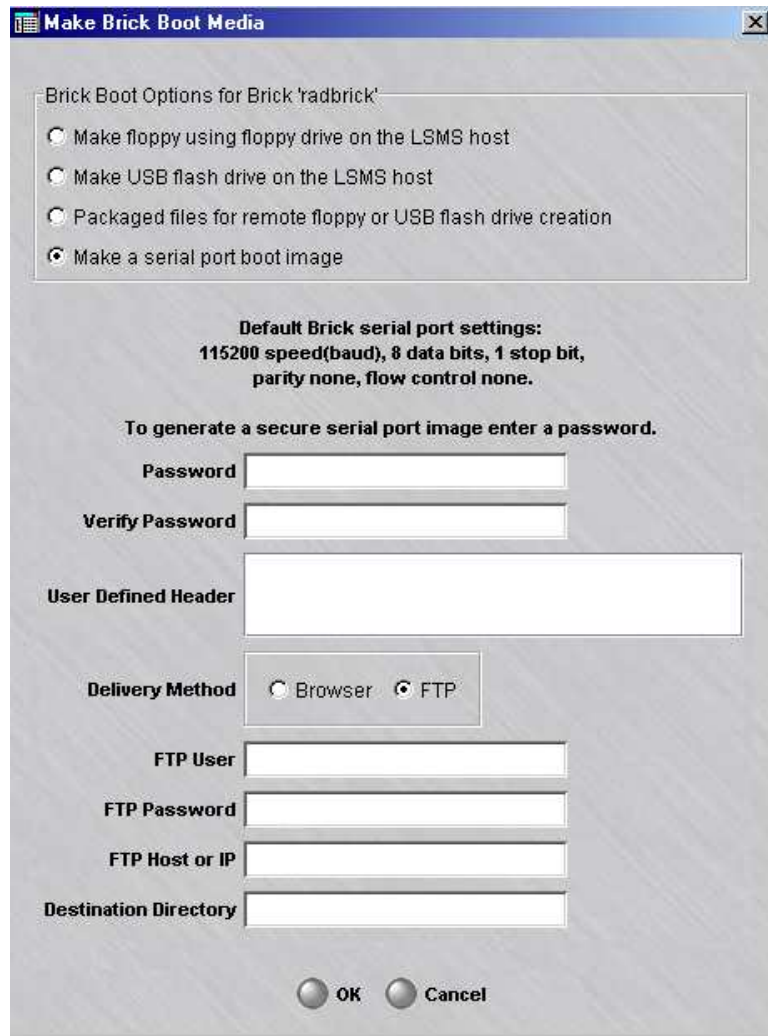 Make Brick Boot Media
Brick Boot Options for Brick 'radbrick'
Make floppy using floppy drive on the LSMS host
Make USB flash drive on the LSMS host
Packaged files for remote floppy or USB flash drive creation
Make a serial port boot image
Default Brick serial port settings:
115200 speed(baud), 8 data bits, 1 stop bit,
parity none, flow control none.
To generate a secure serial port image enter a password.
Password
Verify Password
User Defined Header
Delivery Method Browser FTP
FTP User
FTP Password
FTP Host or IP
Destination Directory
OK Cancel